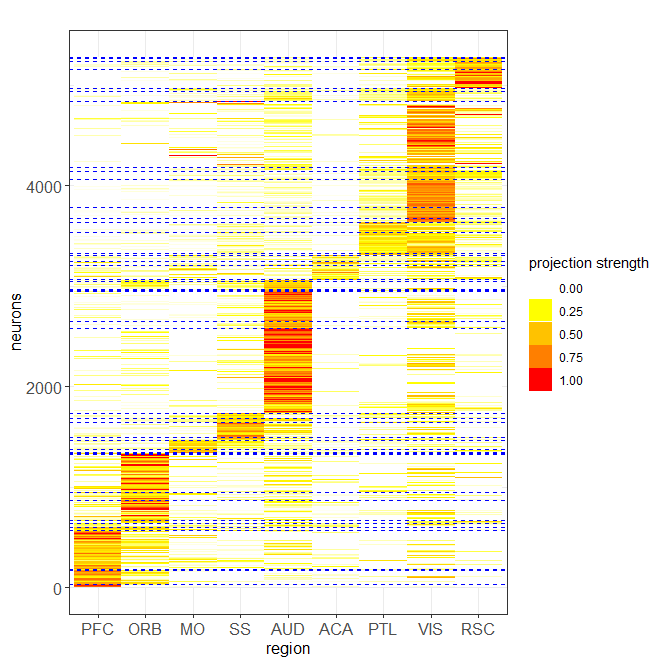 neurons
4000
2000
0
PFC ORB MO SS AUD ACA PTL VIS RSC
region
projection strength
0.00
0.25
0.50
0.75
1.00